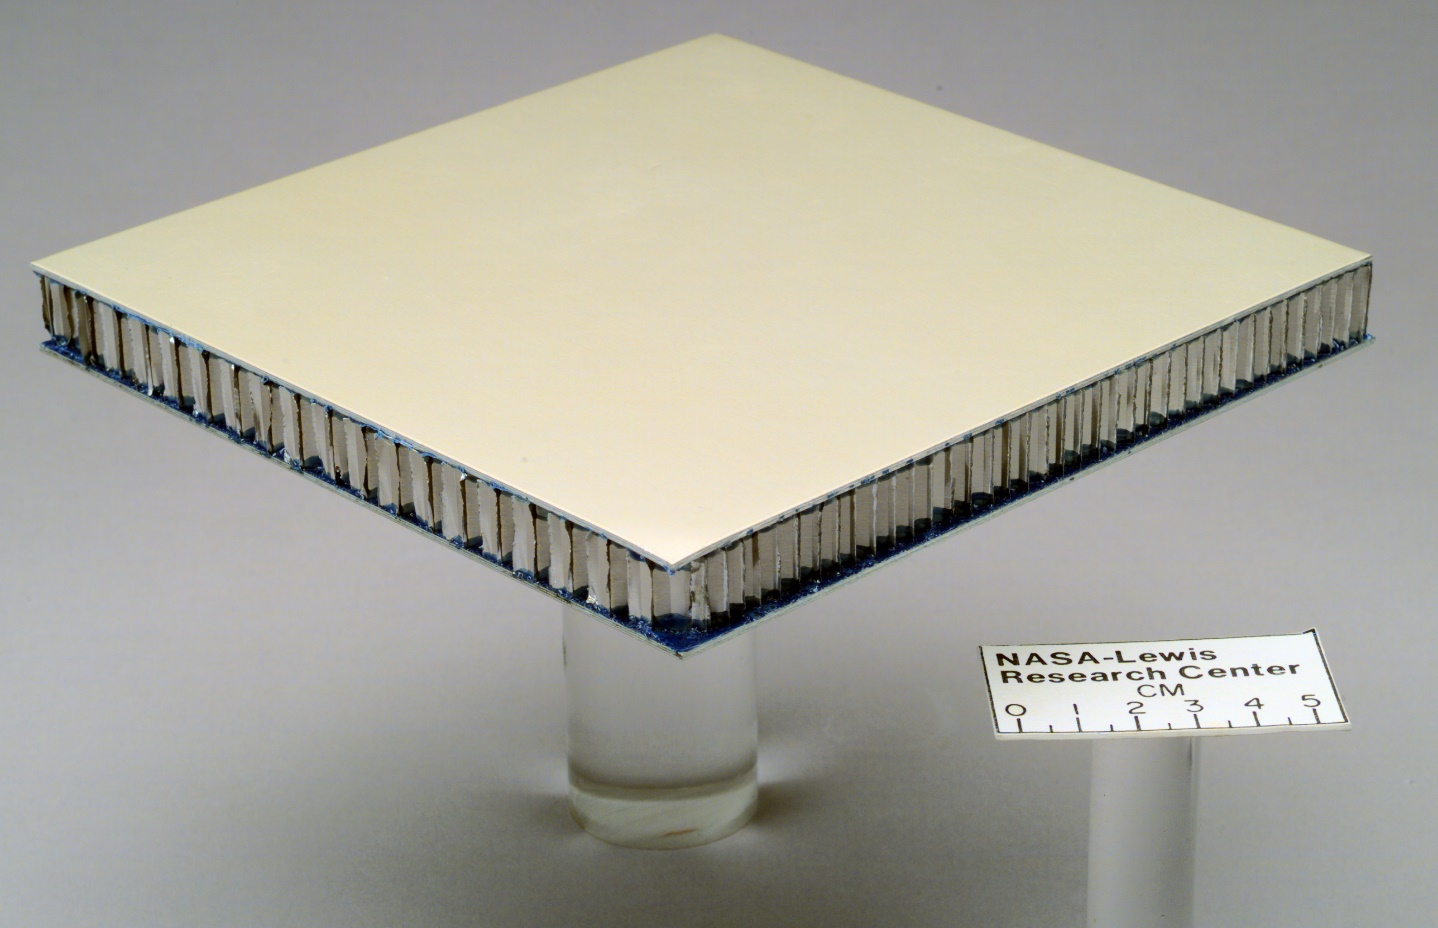 NASA-Lewis
Research Center
CM
0 1 2 3 4 5